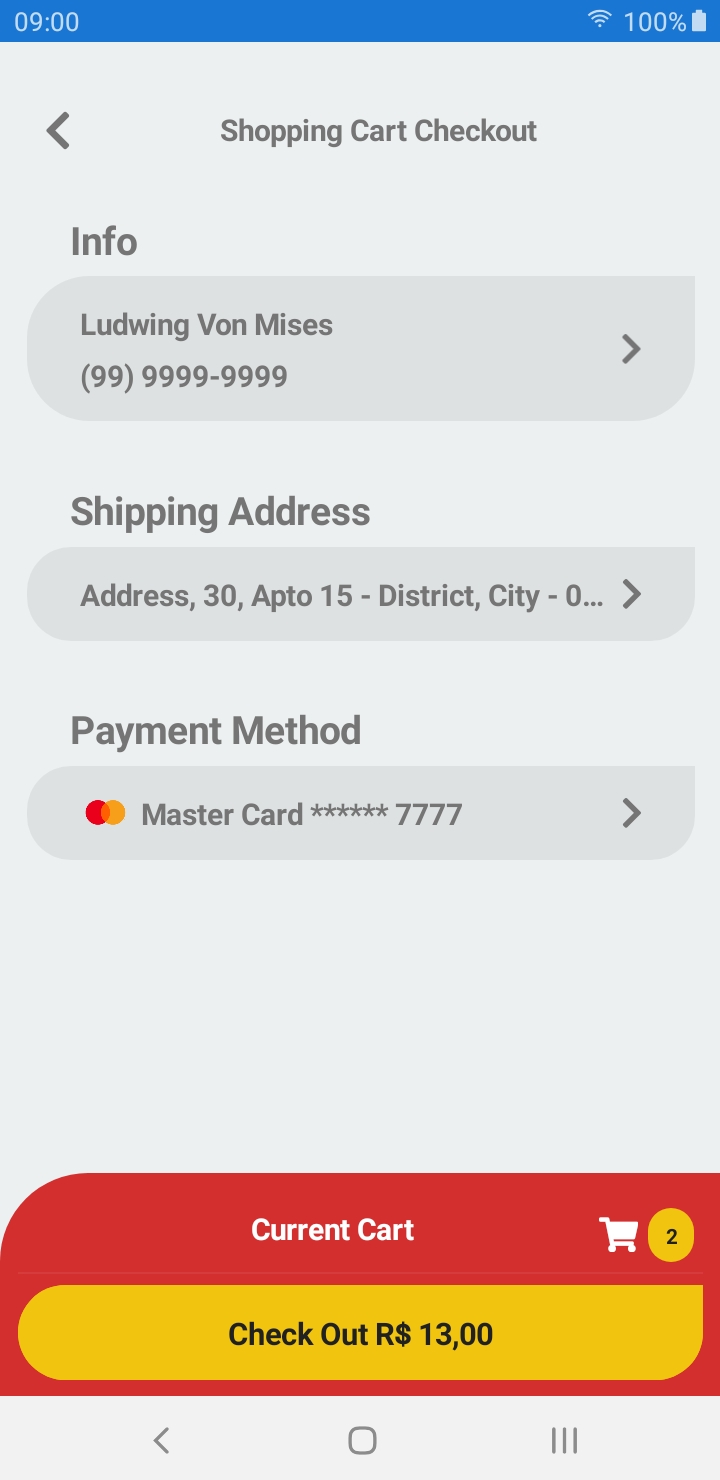 09:00
100%
Shopping Cart Checkout
Info
Ludwing Von Mises
(99) 9999-9999
Shipping Address
Address, 30, Apto 15 - District, City - 0...
Payment Method
Master Card ****** 7777
Current Cart
2
Check Out R$ 13,00